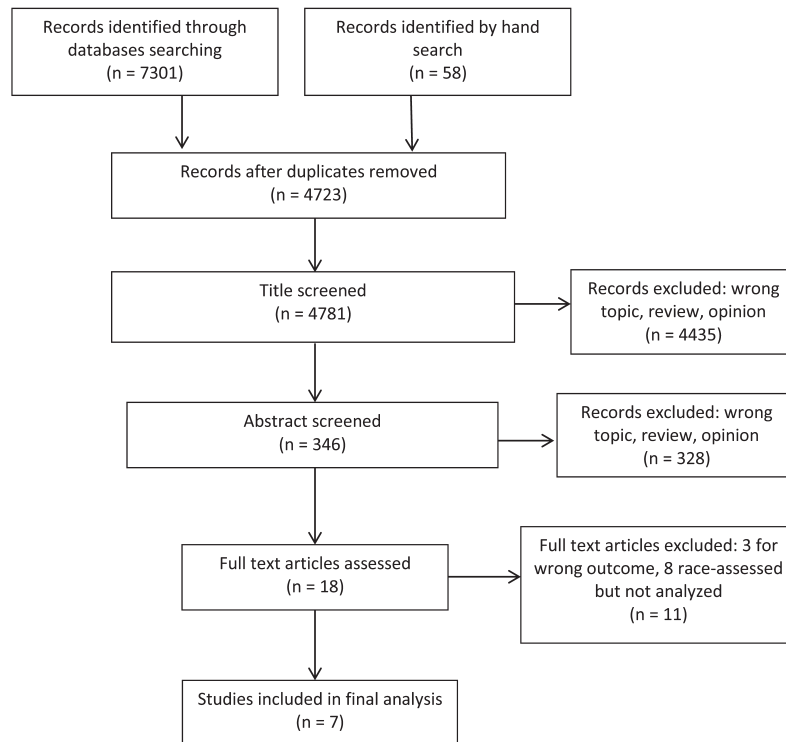 Records identified through
databases searching
(n = 7301)
Records identified by hand
search
(n = 58)
Records after duplicates removed
(n = 4723)
Title screened
(n = 4781)
Records excluded: wrong
topic, review, opinion
(n = 4435)
Abstract screened
(n = 346)
Records excluded: wrong
topic, review, opinion
(n = 328)
Full text articles assessed
(n = 18)
Full text articles excluded: 3 for
wrong outcome, 8 race-assessed
but not analyzed
(n = 11)
Studies included in final analysis
(n = 7)